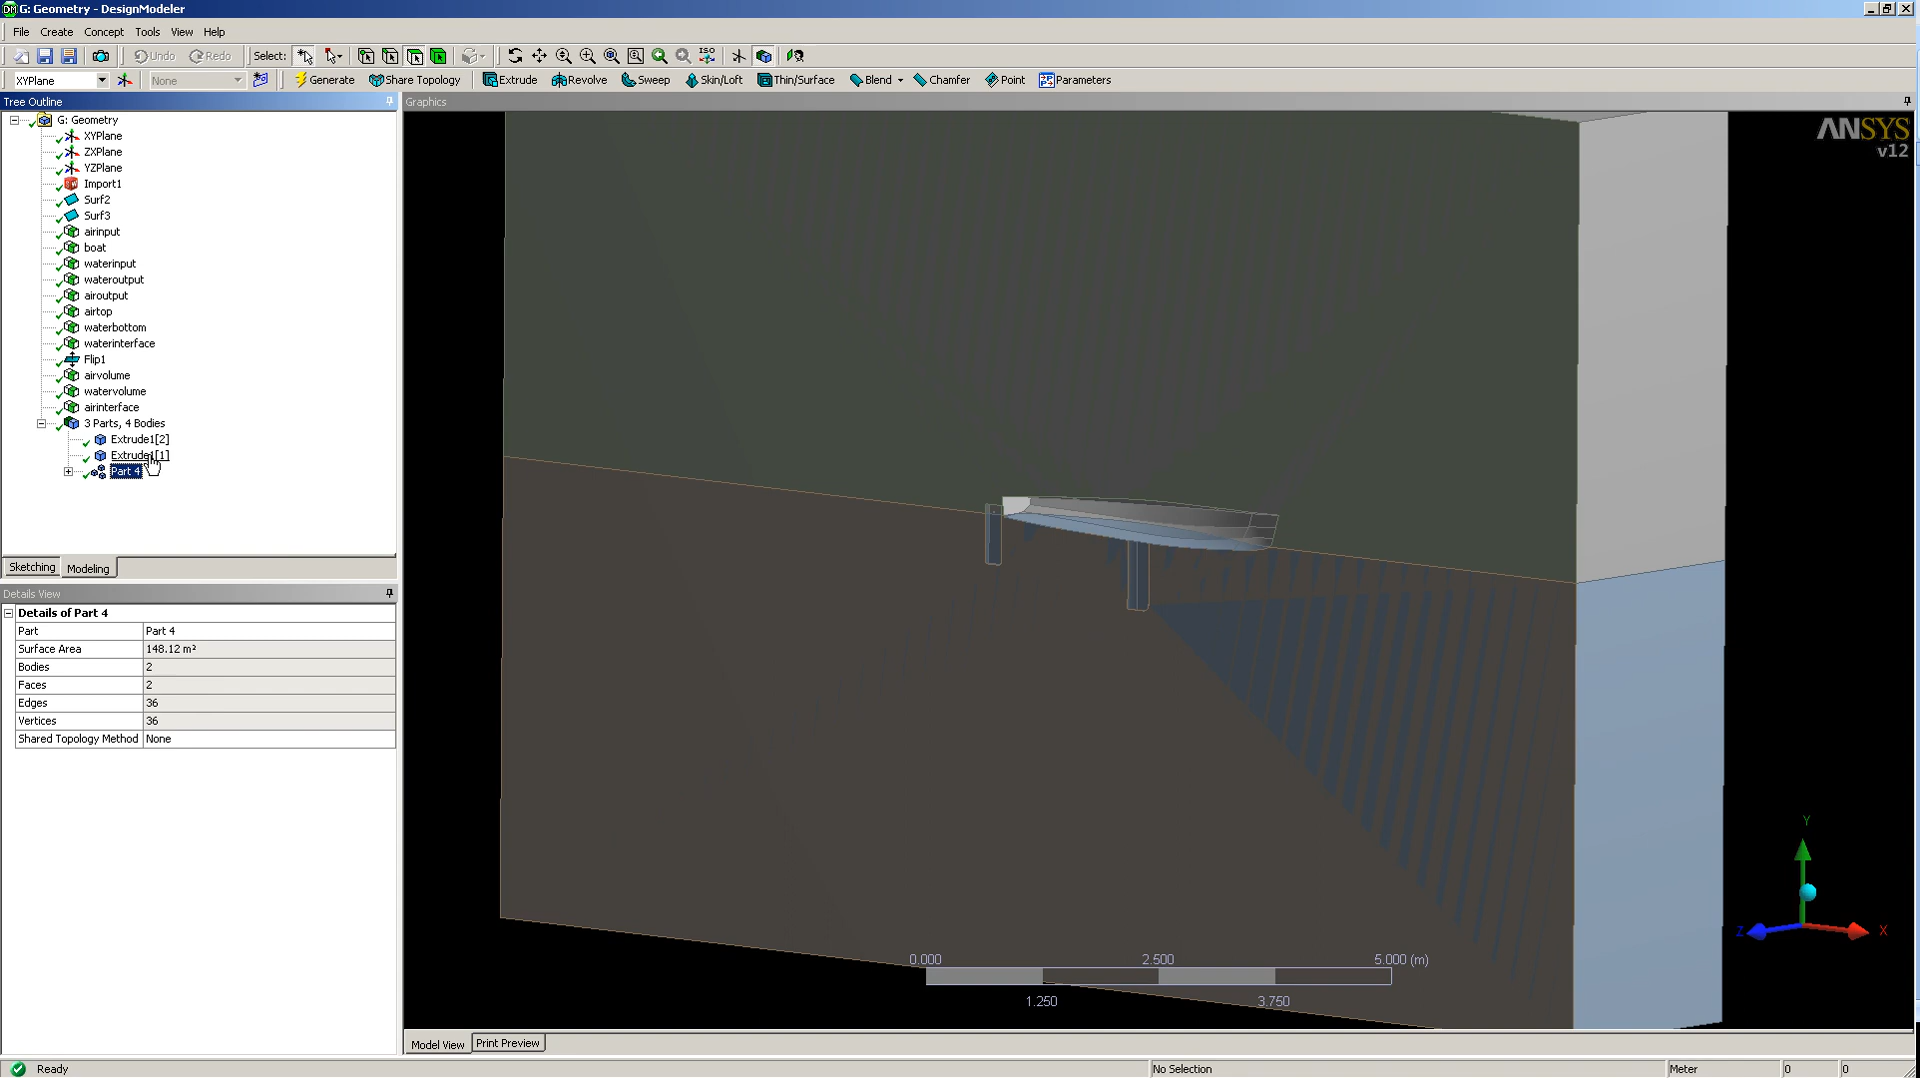 G: Geometry - DesignModeler
File Create Concept Tools View Help
Undo Redo Select: ISO
XYPlane None Generate Share Topology Extrude Revolve Sweep Skin/Loft Thin/Surface Blend Chamfer Point Parameters
Tree Outline
G: Geometry
XYPlane
ZXPlane
YZPlane
Import1
Surf2
Surf3
airinput
boat
waterinput
wateroutput
airoutput
airtop
waterbottom
waterinterface
Flip1
airvolume
watervolume
airinterface
3 Parts, 4 Bodies
Extrude1[2]
Extrude1[1]
Part 4
Sketching Modeling
Details View
Details of Part 4
Part Part 4
Surface Area 148.12 m²
Bodies 2
Faces 2
Edges 36
Vertices 36
Shared Topology Method None
Graphics
ANSYS
v12
Y
Z X
0.000 2.500 5.000 (m)
1.250 3.750
Model View Print Preview
Ready No Selection Meter 0 0